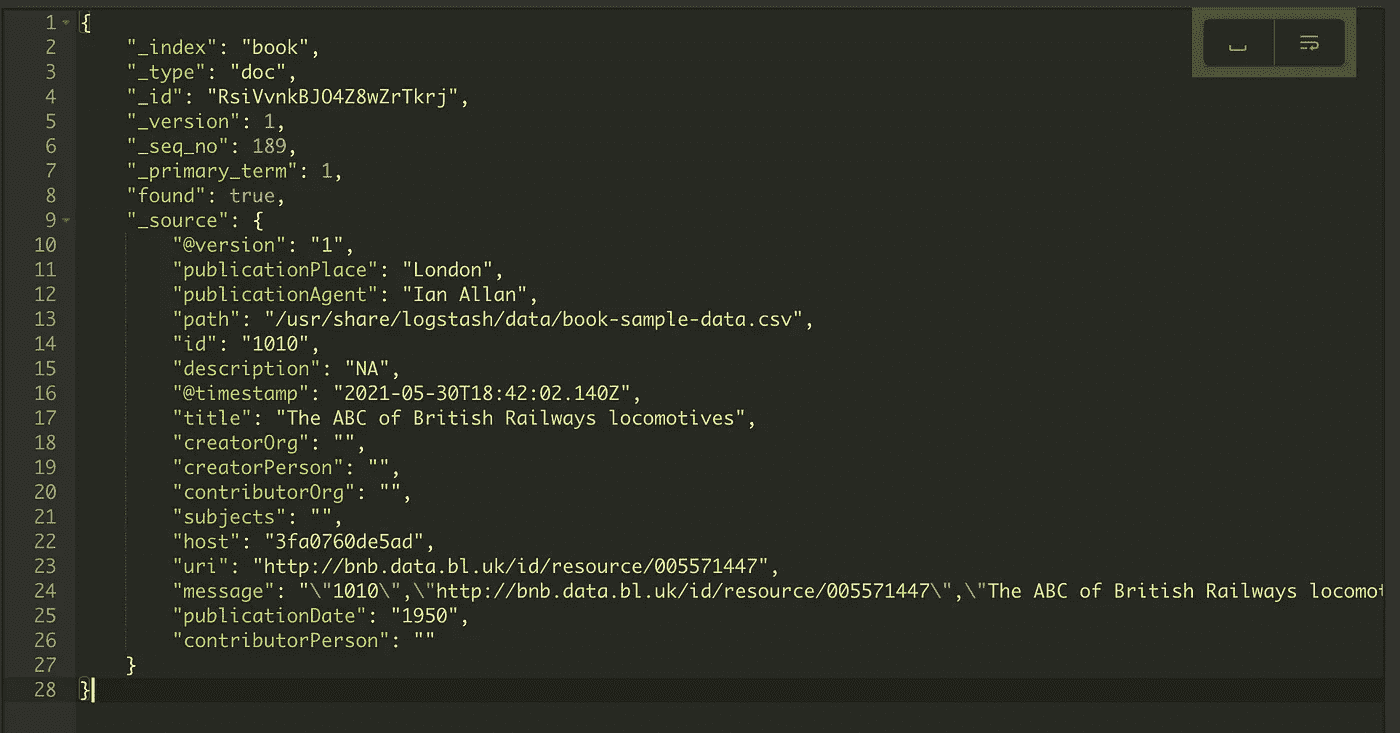 1 {
2 "_index": "book",
3 "_type": "doc",
4 "_id": "RsiVvnkBJO4Z8wZrTkrj",
5 "_version": 1,
6 "_seq_no": 189,
7 "_primary_term": 1,
8 "found": true,
9 "_source": {
10 "@version": "1",
11 "publicationPlace": "London",
12 "publicationAgent": "Ian Allan",
13 "path": "/usr/share/logstash/data/book-sample-data.csv",
14 "id": "1010",
15 "description": "NA",
16 "@timestamp": "2021-05-30T18:42:02.140Z",
17 "title": "The ABC of British Railways locomotives",
18 "creatorOrg": "",
19 "creatorPerson": "",
20 "contributorOrg": "",
21 "subjects": "",
22 "host": "3fa0760de5ad",
23 "uri": "http://bnb.data.bl.uk/id/resource/005571447",
24 "message": "\"1010\",\"http://bnb.data.bl.uk/id/resource/005571447\",\"The ABC of British Railways locomot
25 "publicationDate": "1950",
26 "contributorPerson": ""
27 }
28 }